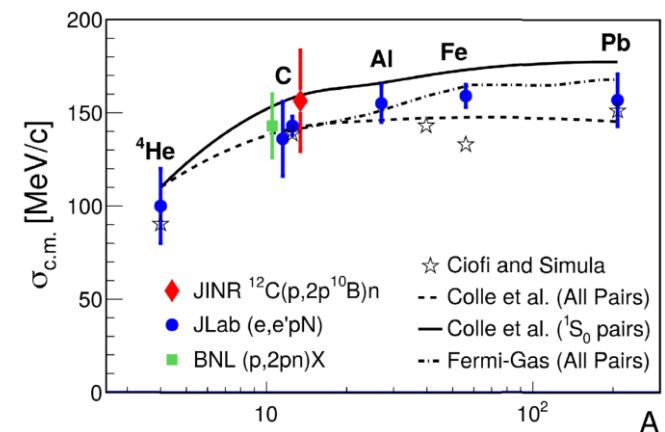 200
150
100
50
0
σc.m. [MeV/c]
⁴He
C
Al
Fe
Pb
JINR ¹²C(p,2p¹⁰B)n
JLab (e,e'pN)
BNL (p,2pn)X
Ciofi and Simula
Colle et al. (All Pairs)
Colle et al. (¹S₀ pairs)
Fermi-Gas (All Pairs)
10
10²
A